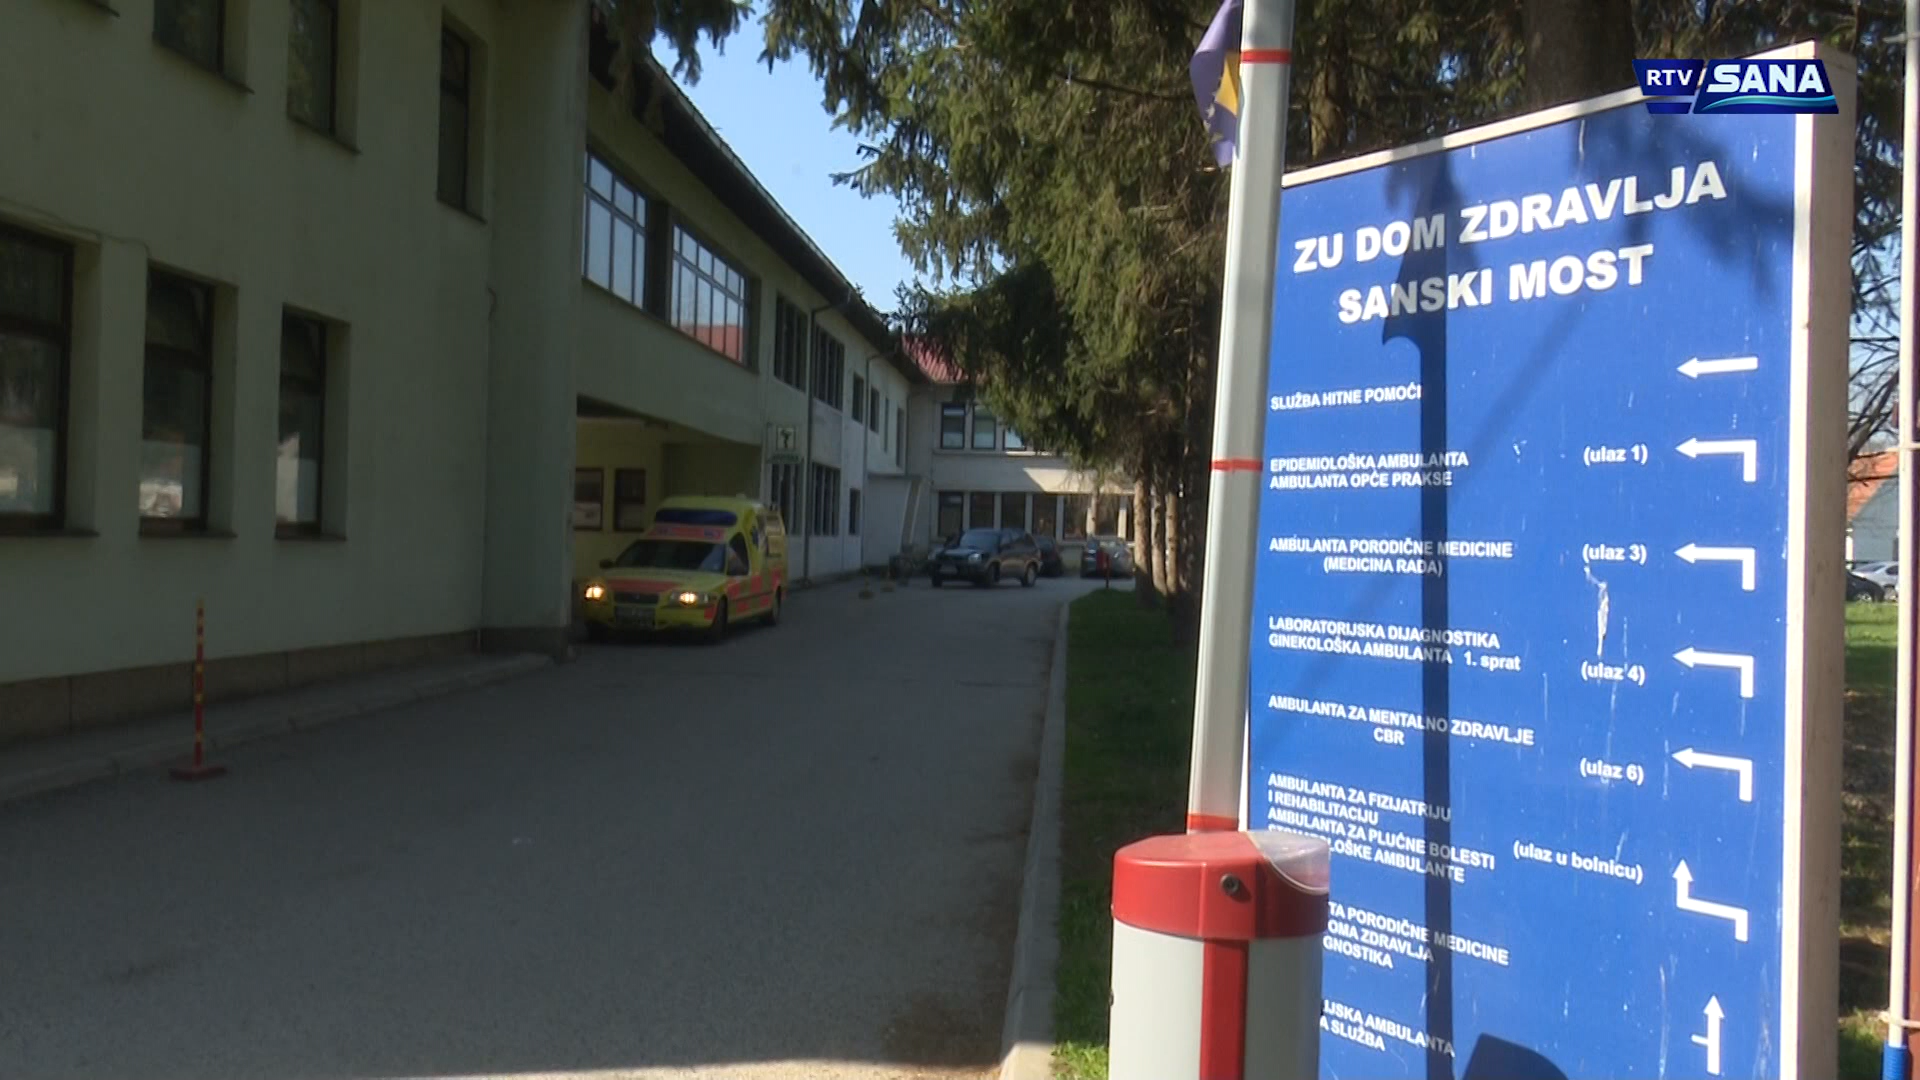 RTV SANA
ZU DOM ZDRAVLJA
SANSKI MOST
SLUŽBA HITNE POMOĆI
EPIDEMIOLOŠKA AMBULANTA (ulaz 1)
AMBULANTA OPĆE PRAKSE
AMBULANTA PORODIČNE MEDICINE (ulaz 3)
(MEDICINA RADA)
LABORATORIJSKA DIJAGNOSTIKA
GINEKOLOŠKA AMBULANTA 1. sprat (ulaz 4)
AMBULANTA ZA MENTALNO ZDRAVLJE
CBR (ulaz 6)
AMBULANTA ZA FIZIJATRIJU
I REHABILITACIJU
AMBULANTA ZA PLUĆNE BOLESTI (ulaz u bolnicu)
AMBULANTE
PORODIČNE MEDICINE
ZDRAVLJA
AMBULANTA
SLUŽBA